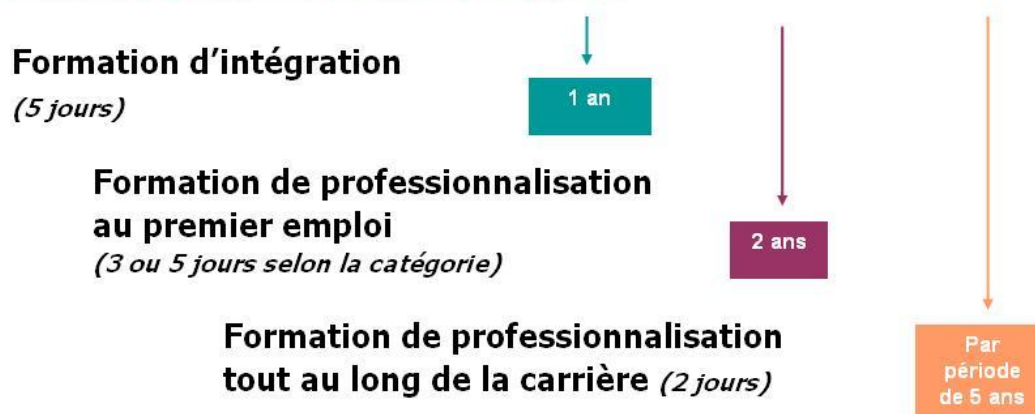 Formation d'intégration
(5 jours)
1 an
Formation de professionnalisation
au premier emploi
(3 ou 5 jours selon la catégorie)
2 ans
Formation de professionnalisation
tout au long de la carrière (2 jours)
Par
période
de 5 ans